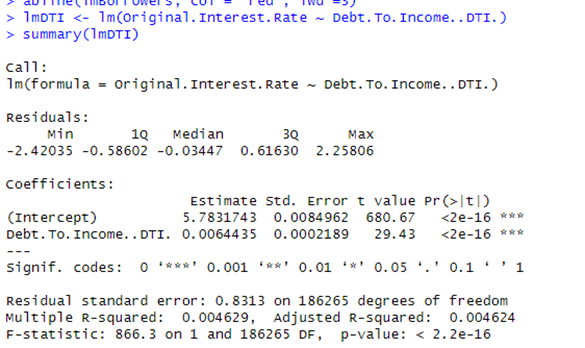 > abline(lmBorrowers, col = "red", lwd =3)
> lmDTI <- lm(Original.Interest.Rate ~ Debt.To.Income..DTI.)
> summary(lmDTI)
Call:
lm(formula = Original.Interest.Rate ~ Debt.To.Income..DTI.)
Residuals:
Min 1Q Median 3Q Max
-2.42035 -0.58602 -0.03447 0.61630 2.25806
Coefficients:
Estimate Std. Error t value Pr(>|t|)
(Intercept) 5.7831743 0.0084962 680.67 <2e-16 ***
Debt.To.Income..DTI. 0.0064435 0.0002189 29.43 <2e-16 ***
---
Signif. codes: 0 ‘***’ 0.001 ‘**’ 0.01 ‘*’ 0.05 ‘.’ 0.1 ‘ ’ 1
Residual standard error: 0.8313 on 186265 degrees of freedom
Multiple R-squared: 0.004629, Adjusted R-squared: 0.004624
F-statistic: 866.3 on 1 and 186265 DF, p-value: < 2.2e-16